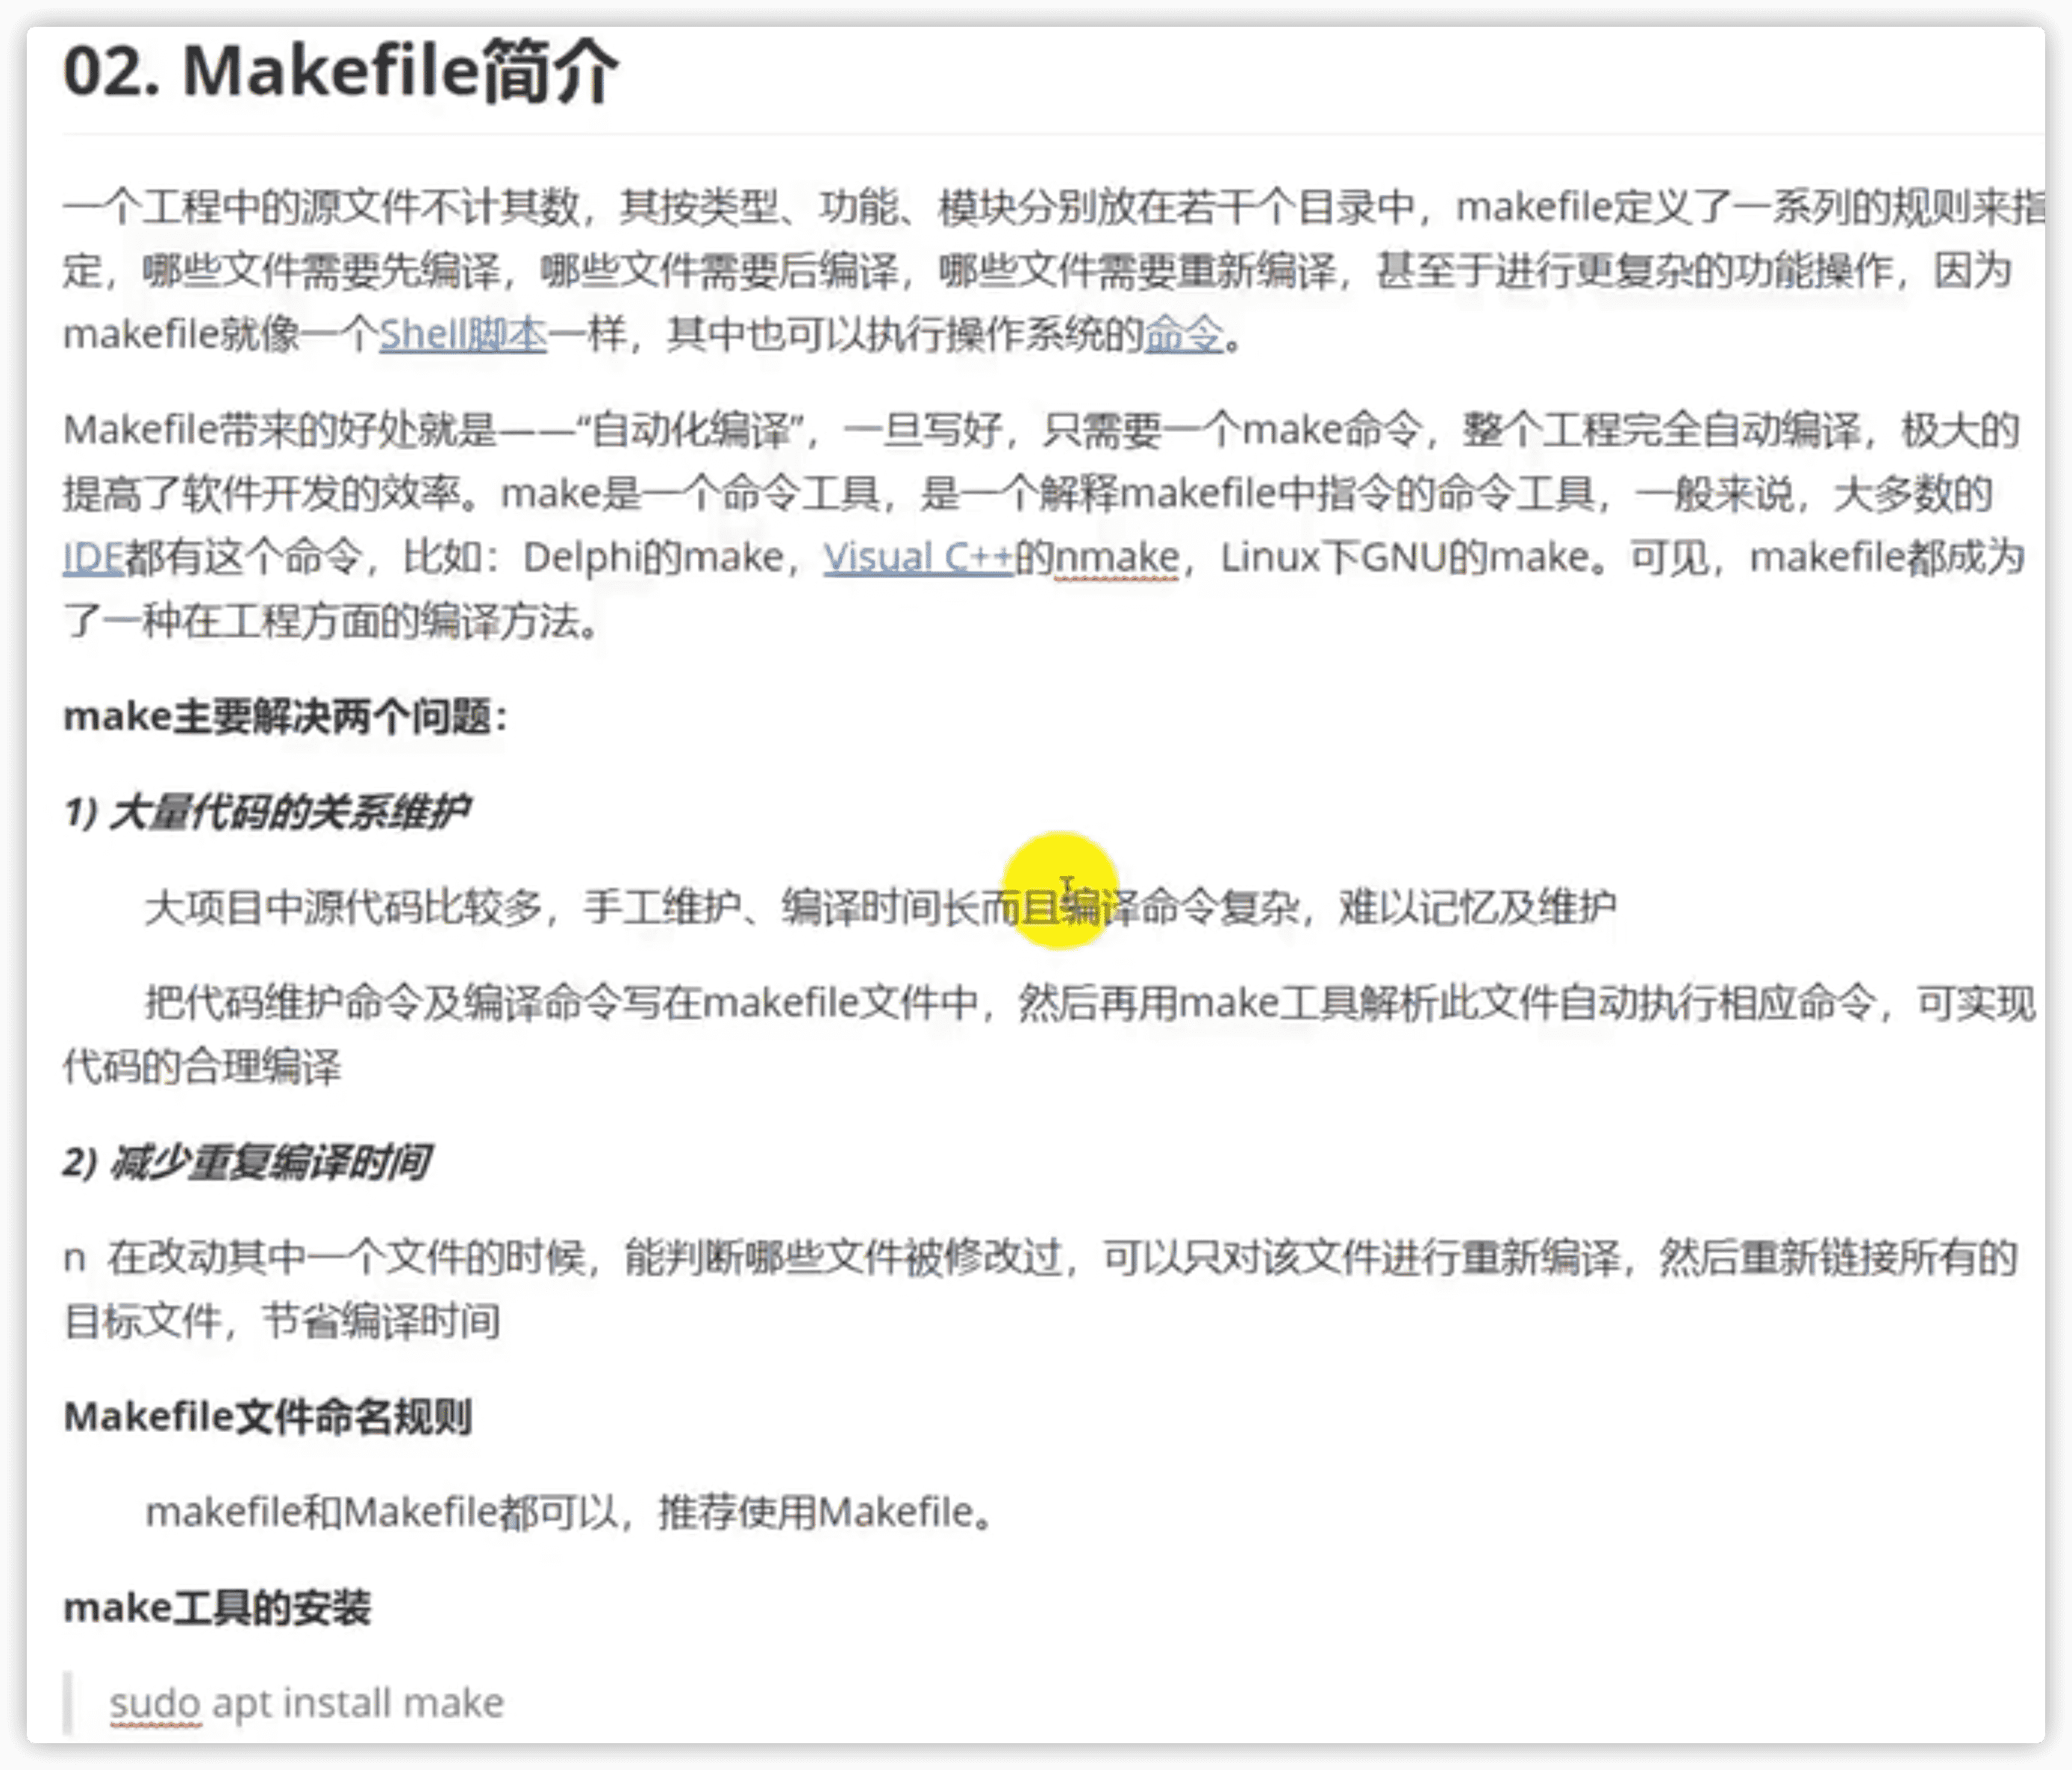 02. Makefile简介
一个工程中的源文件不计其数，其按类型、功能、模块分别放在若干个目录中，makefile定义了一系列的规则来指
定，哪些文件需要先编译，哪些文件需要后编译，哪些文件需要重新编译，甚至于进行更复杂的功能操作，因为
makefile就像一个Shell脚本一样，其中也可以执行操作系统的命令。
Makefile带来的好处就是——“自动化编译”，一旦写好，只需要一个make命令，整个工程完全自动编译，极大的
提高了软件开发的效率。make是一个命令工具，是一个解释makefile中指令的命令工具，一般来说，大多数的
IDE都有这个命令，比如：Delphi的make，Visual C++的nmake，Linux下GNU的make。可见，makefile都成为
了一种在工程方面的编译方法。
make主要解决两个问题：
1) 大量代码的关系维护
大项目中源代码比较多，手工维护、编译时间长而且编译命令复杂，难以记忆及维护
把代码维护命令及编译命令写在makefile文件中，然后再用make工具解析此文件自动执行相应命令，可实现
代码的合理编译
2) 减少重复编译时间
n 在改动其中一个文件的时候，能判断哪些文件被修改过，可以只对该文件进行重新编译，然后重新链接所有的
目标文件，节省编译时间
Makefile文件命名规则
makefile和Makefile都可以，推荐使用Makefile。
make工具的安装
sudo apt install make